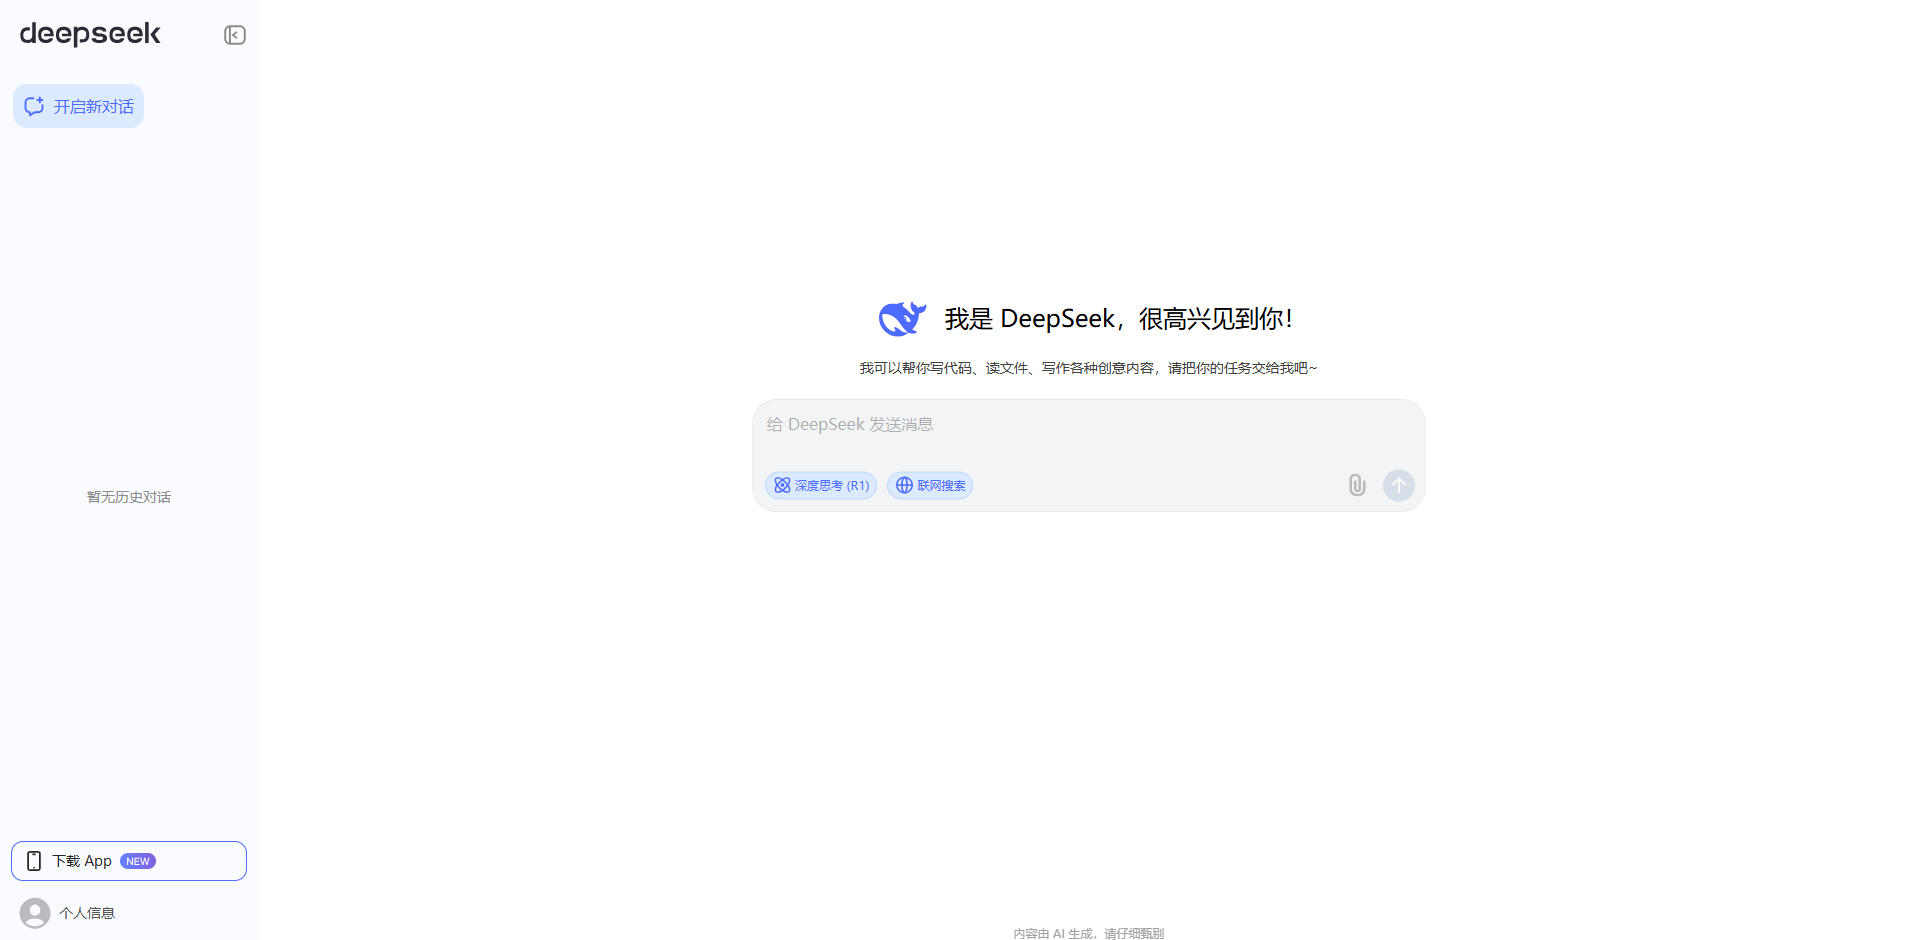 deepseek
开启新对话
暂无历史对话
下载 App NEW
个人信息
我是 DeepSeek，很高兴见到你！
我可以帮你写代码、读文件、写作各种创意内容，请把你的任务交给我吧~
给 DeepSeek 发送消息
深度思考 (R1) 联网搜索
内容由 AI 生成，请仔细甄别